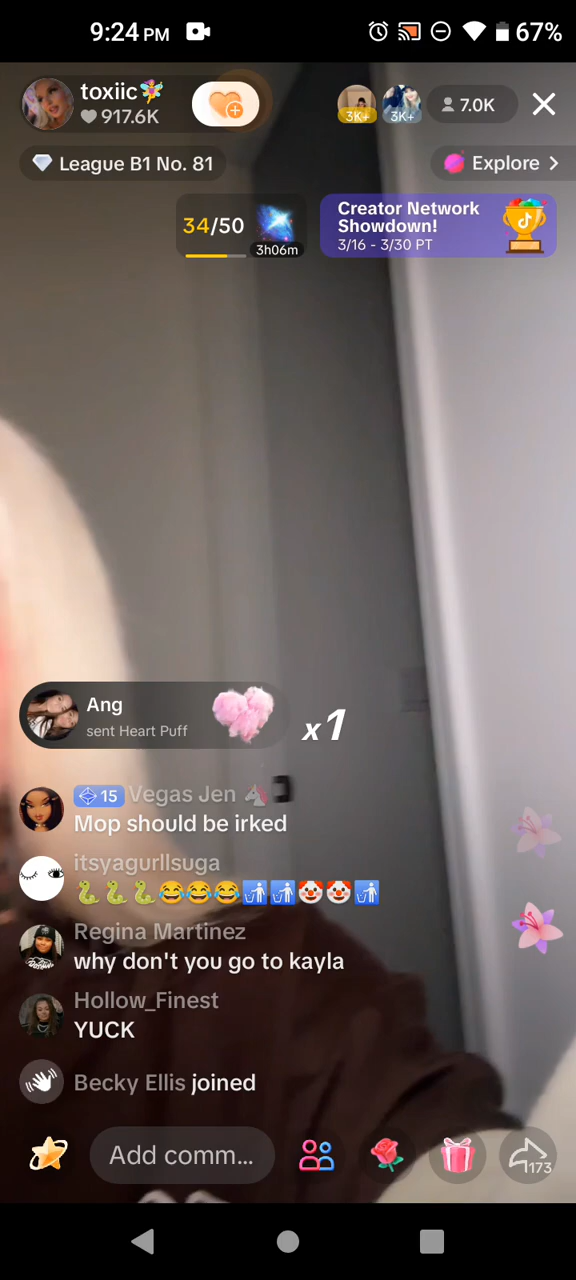 9:24 PM
67%
toxiic🧚
917.6K
3K+
3K+
7.0K
League B1 No. 81
Explore >
34/50
3h06m
Creator Network
Showdown!
3/16 - 3/30 PT
Ang
sent Heart Puff
x1
15 Vegas Jen 🦄
Mop should be irked
itsyagurllsuga
🐍🐍🐍😂😂😂🚮🚮🤡🤡🚮
Regina Martinez
why don't you go to kayla
Hollow_Finest
YUCK
Becky Ellis joined
Add comm...
173